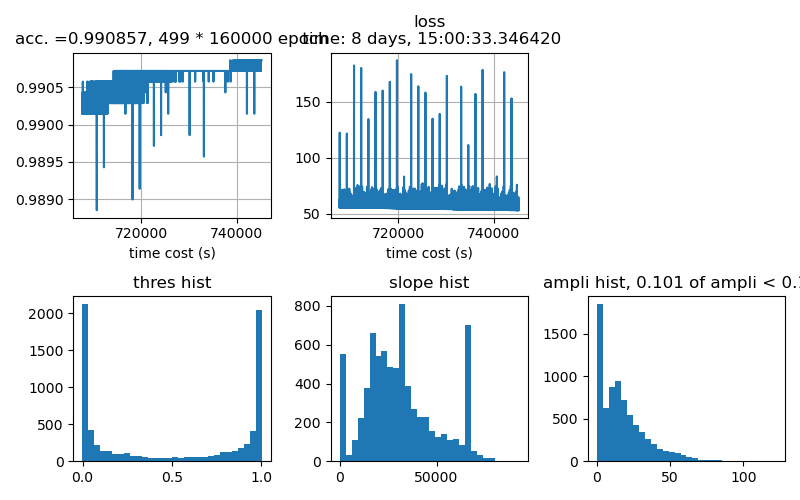 loss
acc. =0.990857, 499 * 160000 epoch
time: 8 days, 15:00:33.346420
0.9905
0.9900
0.9895
0.9890
720000 740000
time cost (s)
150
100
50
720000 740000
time cost (s)
thres hist
2000
1500
1000
500
0
0.0 0.5 1.0
slope hist
800
600
400
200
0
0 50000
ampli hist, 0.101 of ampli < 0.
1500
1000
500
0
0 50 100